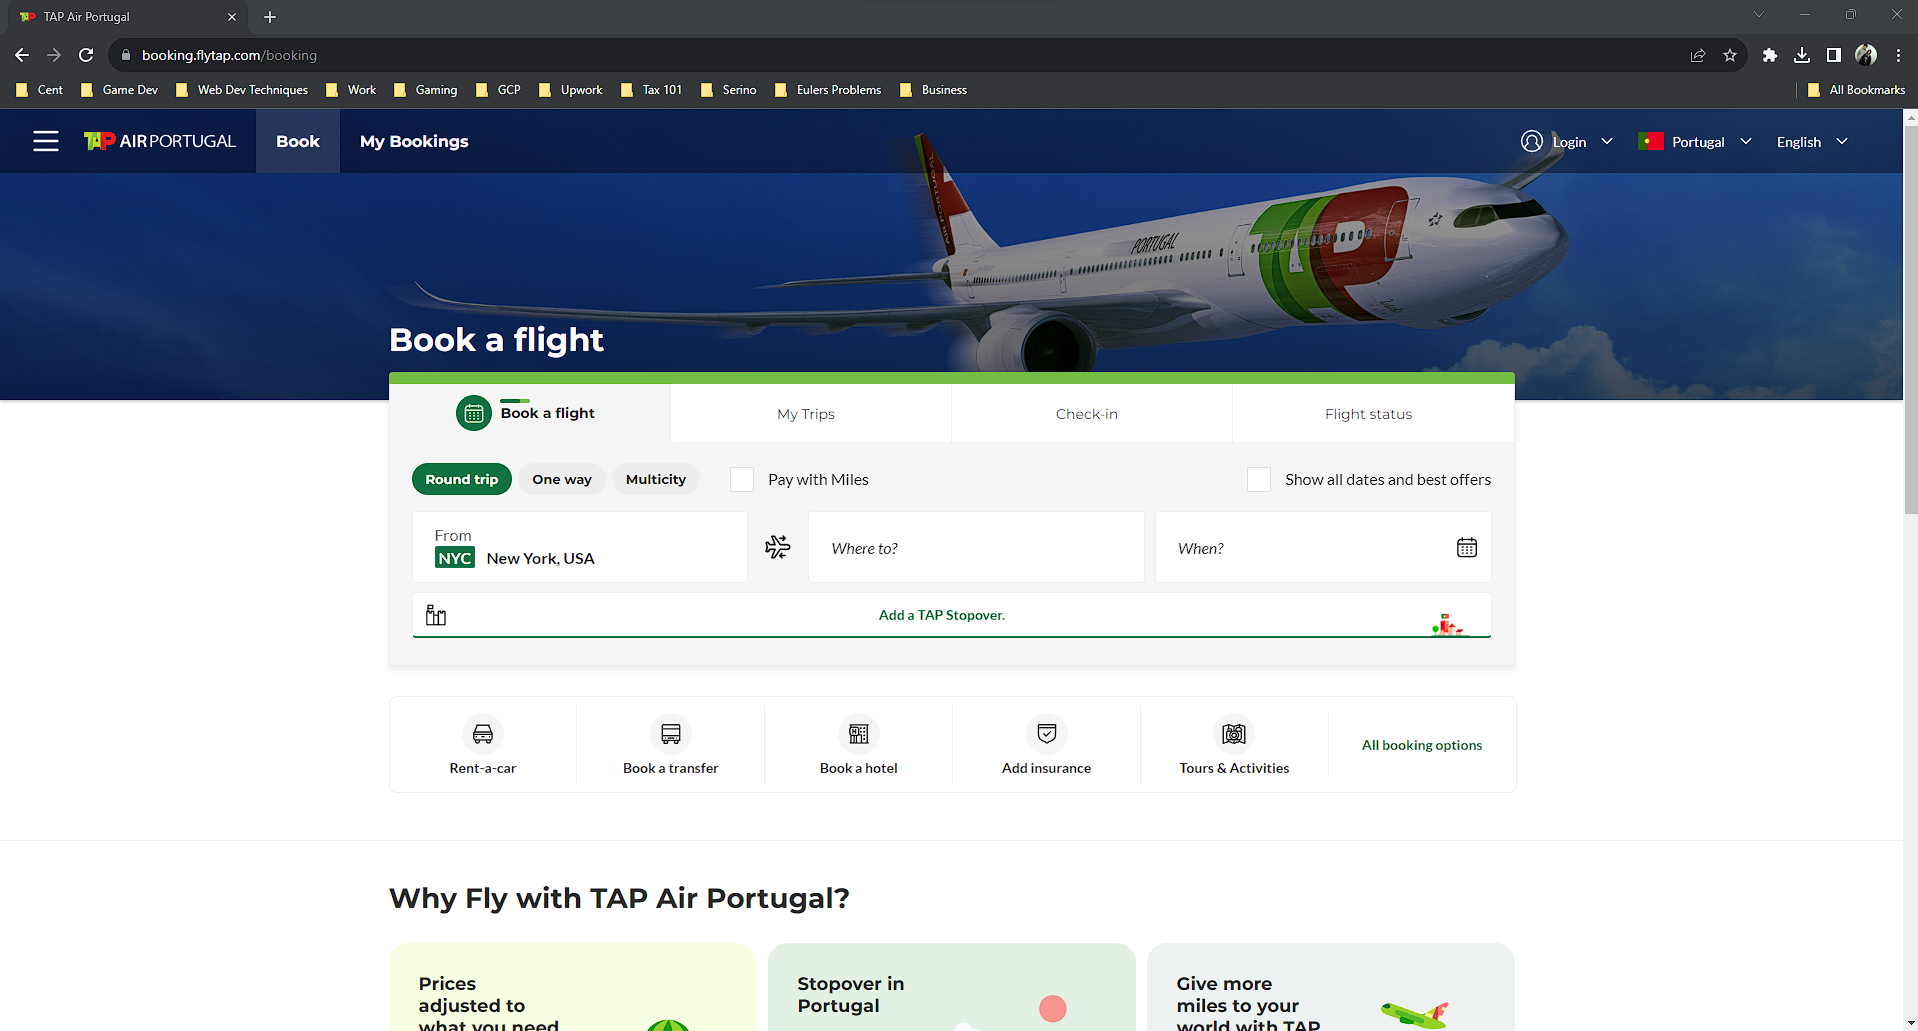 TAP Air Portugal
booking.flytap.com/booking
Cent
Game Dev
Web Dev Techniques
Work
Gaming
GCP
Upwork
Tax 101
Serino
Eulers Problems
Business
All Bookmarks
TAP AIRPORTUGAL
Book
My Bookings
Login
Portugal
English
AIR PORTUGAL
PORTUGAL
TAP
Book a flight
Book a flight
My Trips
Check-in
Flight status
Round trip
One way
Multicity
Pay with Miles
Show all dates and best offers
From
NYC New York, USA
Where to?
When?
Add a TAP Stopover.
Rent-a-car
Book a transfer
Book a hotel
Add insurance
Tours & Activities
All booking options
Why Fly with TAP Air Portugal?
Prices
adjusted to
what you need
Stopover in
Portugal
Give more
miles to your
world with TAP